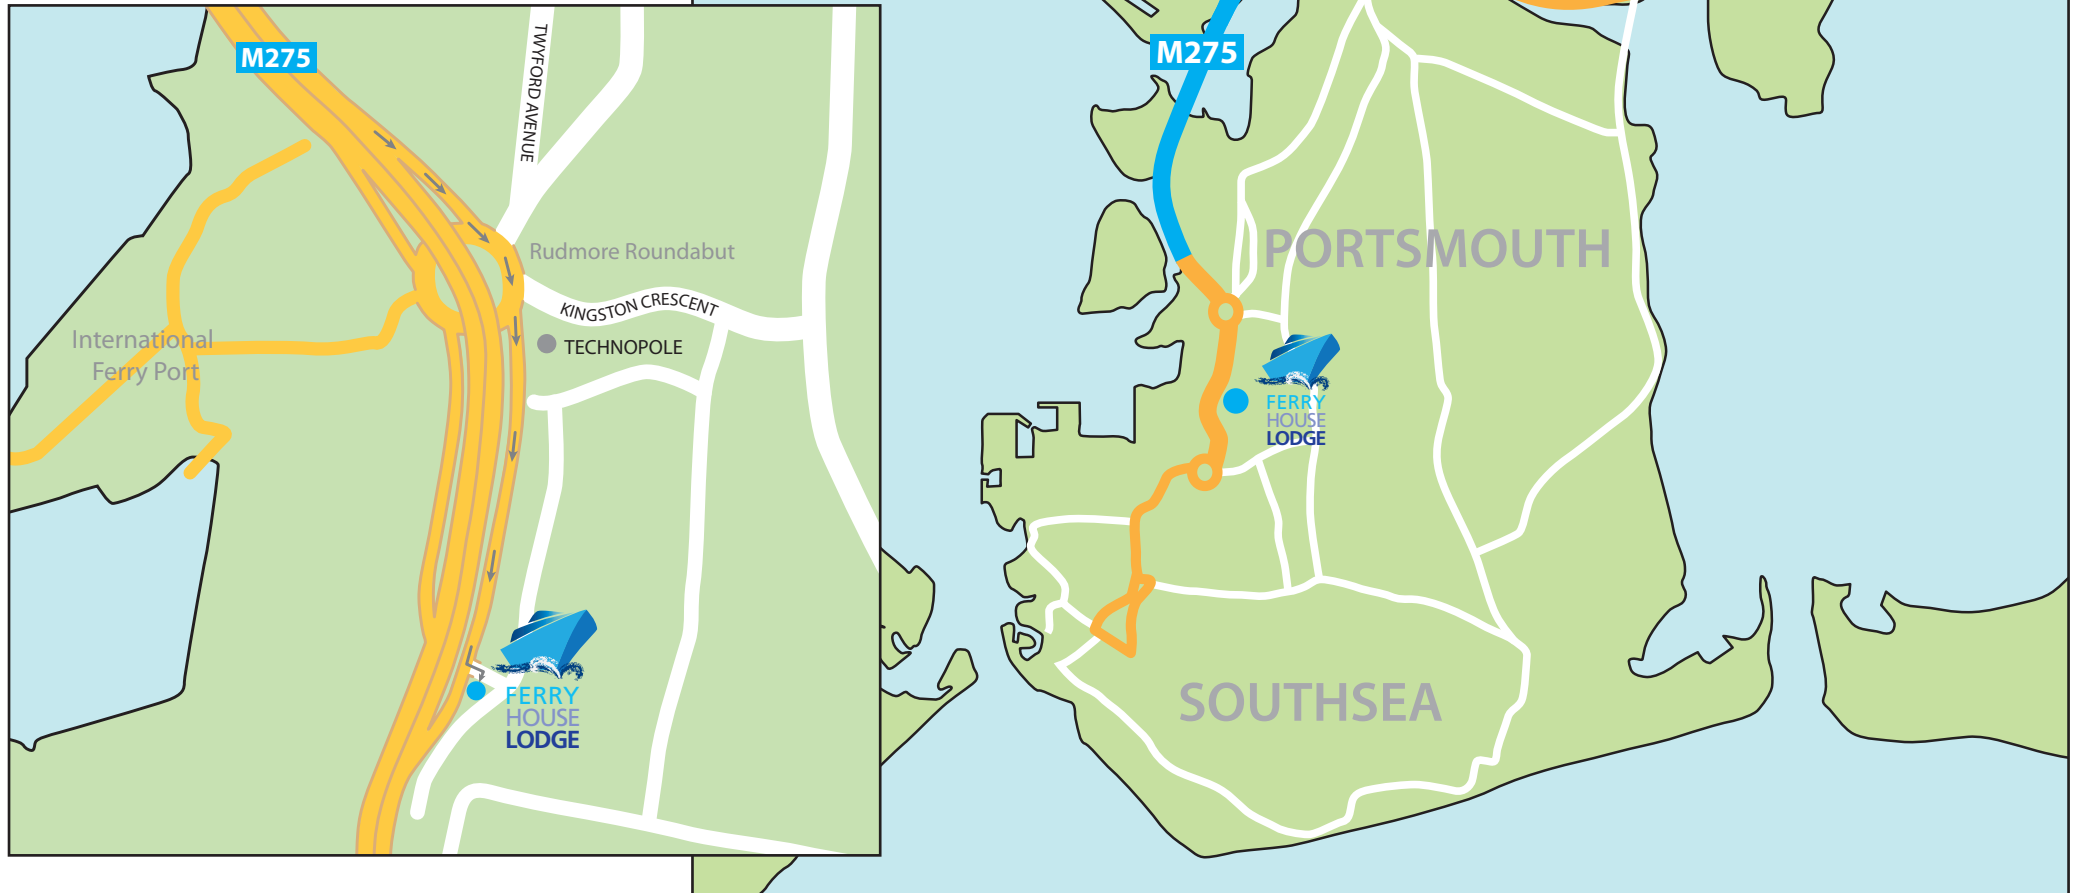 M275
TWYFORD AVENUE
Rudmore Roundabut
KINGSTON CRESCENT
International
Ferry Port
TECHNOPOLE
FERRY
HOUSE
LODGE
M275
PORTSMOUTH
FERRY
HOUSE
LODGE
SOUTHSEA